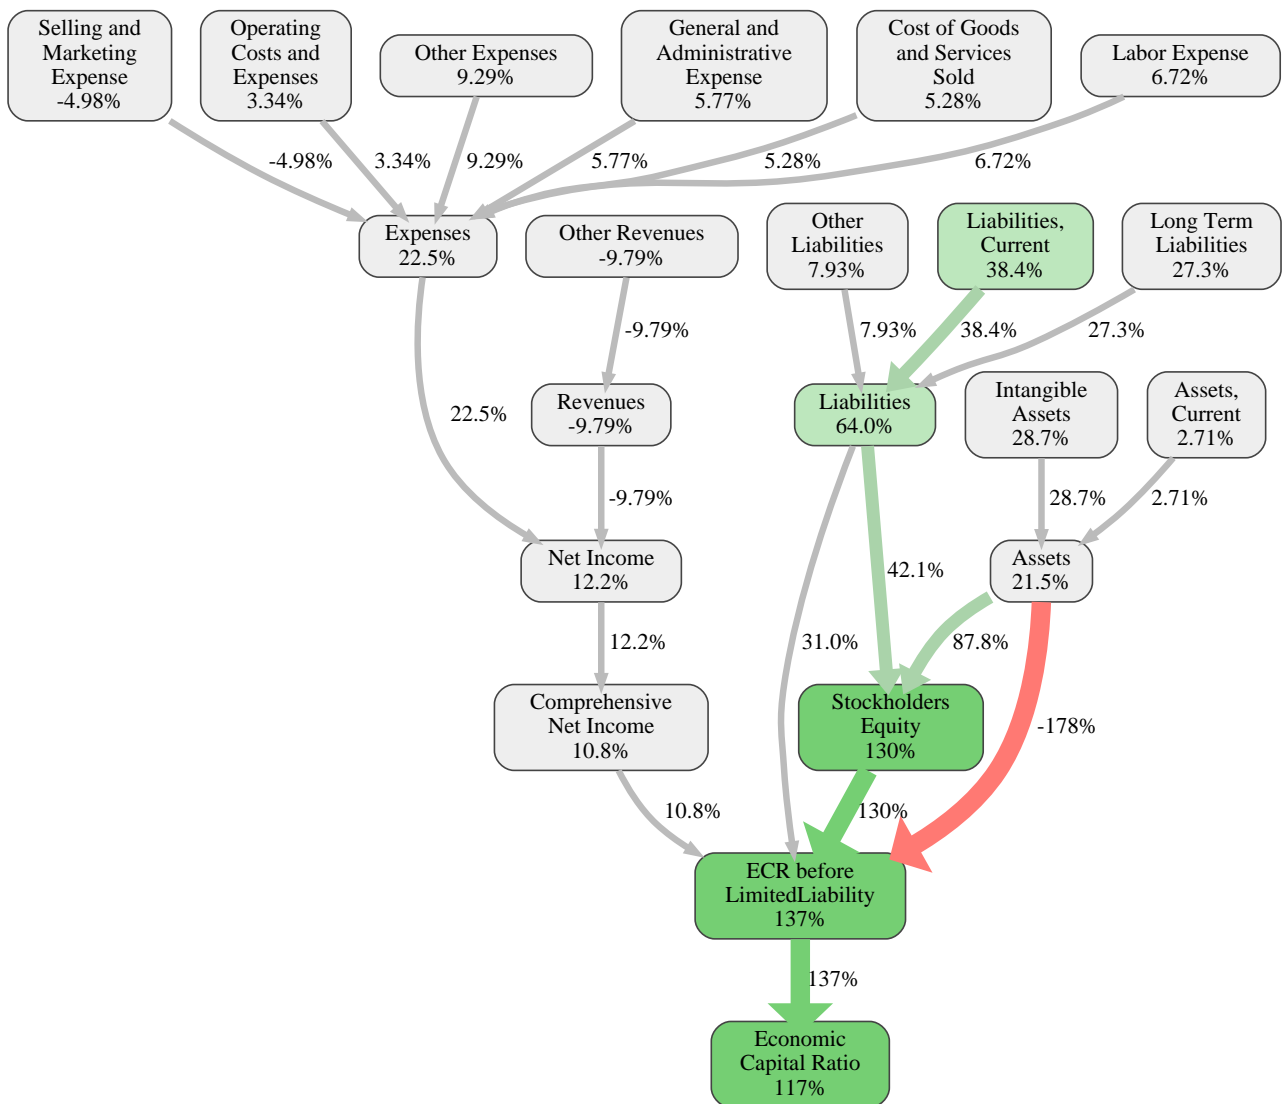 Selling and
Marketing
Expense
-4.98%
Operating
Costs and
Expenses
3.34%
Other Expenses
9.29%
General and
Administrative
Expense
5.77%
Cost of Goods
and Services
Sold
5.28%
Labor Expense
6.72%
-4.98%
3.34%
9.29%
5.77%
5.28%
6.72%
Expenses
22.5%
Other Revenues
-9.79%
Other
Liabilities
7.93%
Liabilities,
Current
38.4%
Long Term
Liabilities
27.3%
-9.79%
7.93%
38.4%
27.3%
22.5%
Revenues
-9.79%
Liabilities
64.0%
Intangible
Assets
28.7%
Assets,
Current
2.71%
-9.79%
28.7%
2.71%
Net Income
12.2%
42.1%
Assets
21.5%
12.2%
31.0%
87.8%
Comprehensive
Net Income
10.8%
Stockholders
Equity
130%
-178%
10.8%
130%
ECR before
LimitedLiability
137%
137%
Economic
Capital Ratio
117%